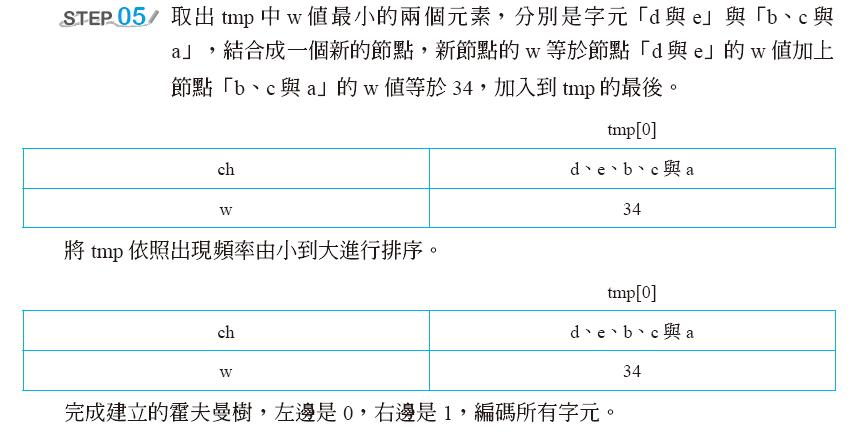 STEP 05 取出 tmp 中 w 值最小的兩個元素，分別是字元「d 與 e」與「b、c 與
a」，結合成一個新的節點，新節點的 w 等於節點「d 與 e」的 w 值加上
節點「b、c 與 a」的 w 值等於 34，加入到 tmp 的最後。
tmp[0]
ch d、e、b、c 與 a
w 34
將 tmp 依照出現頻率由小到大進行排序。
tmp[0]
ch d、e、b、c 與 a
w 34
完成建立的霍夫曼樹，左邊是 0，右邊是 1，編碼所有字元。